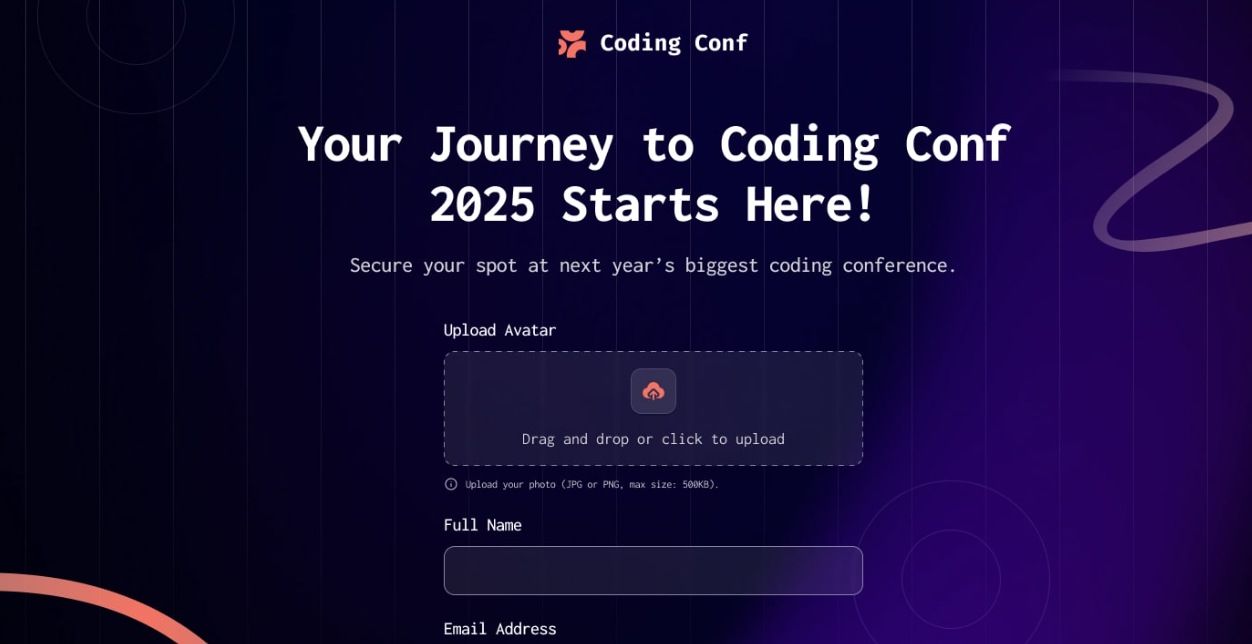 Coding Conf
Your Journey to Coding Conf
2025 Starts Here!
Secure your spot at next year’s biggest coding conference.
Upload Avatar
Drag and drop or click to upload
Upload your photo (JPG or PNG, max size: 500KB).
Full Name
Email Address